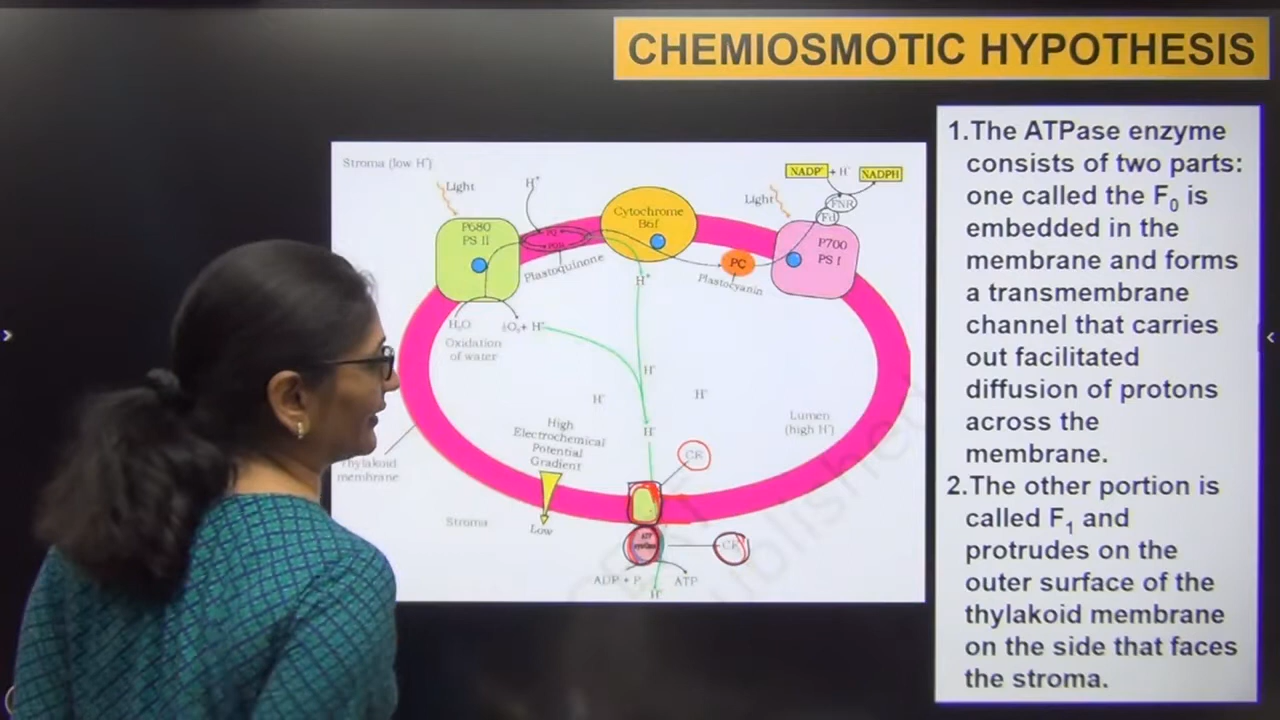 CHEMIOSMOTIC HYPOTHESIS
Stroma (low H⁺)
Light
H⁺
Cytochrome
B6f
Light
NADP⁺ + H⁺
NADPH
FNR
Fd
P680
PS II
PQ
Plastoquinone
PC
Plastocyanin
P700
PS I
H⁺
H₂O
Oxidation
of water
H⁺
H⁺
H⁺
H⁺
High
Electrochemical
Potential
Gradient
Lumen
(high H⁺)
Thylakoid
membrane
Stroma
Low
ATP
synthase
ADP + P
ATP
H⁺
1.The ATPase enzyme
consists of two parts:
one called the F₀ is
embedded in the
membrane and forms
a transmembrane
channel that carries
out facilitated
diffusion of protons
across the
membrane.
2.The other portion is
called F₁ and
protrudes on the
outer surface of the
thylakoid membrane
on the side that faces
the stroma.